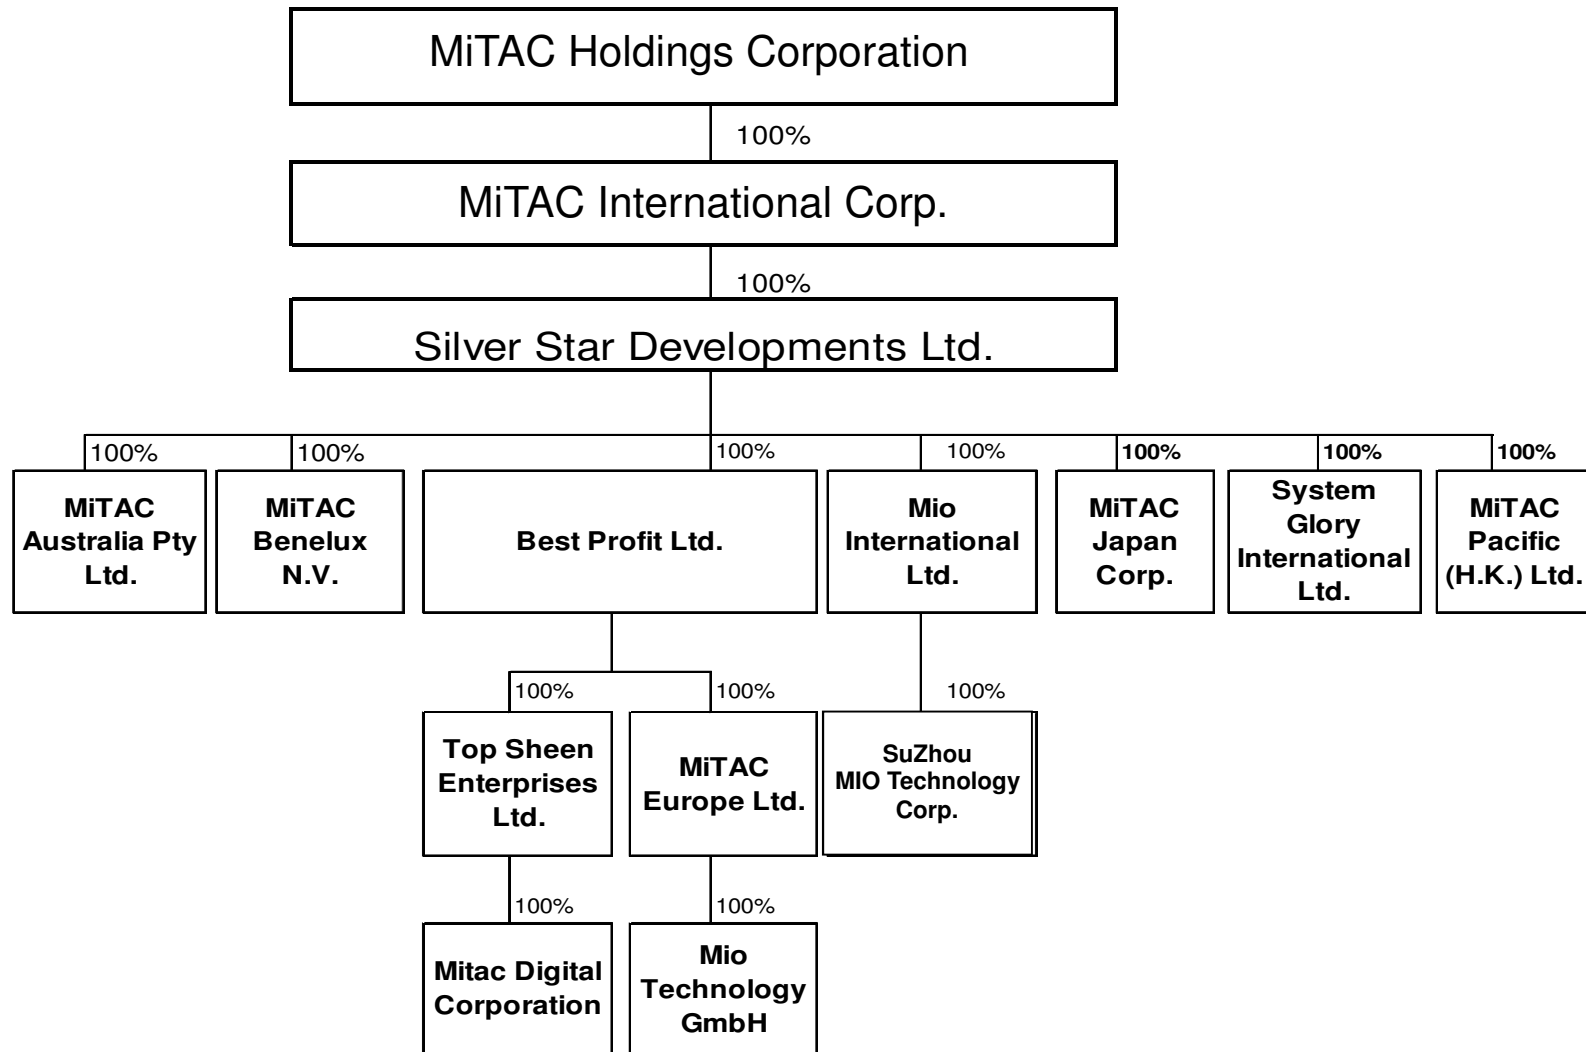 MiTAC Holdings Corporation
100%
MiTAC International Corp.
100%
Silver Star Developments Ltd.
100%
100%
100%
100%
100%
100%
100%
MiTAC
Australia Pty
Ltd.
MiTAC
Benelux
N.V.
Best Profit Ltd.
Mio
International
Ltd.
MiTAC
Japan
Corp.
System
Glory
International
Ltd.
MiTAC
Pacific
(H.K.) Ltd.
100%
100%
100%
Top Sheen
Enterprises
Ltd.
MiTAC
Europe Ltd.
SuZhou
MIO Technology
Corp.
100%
100%
Mitac Digital
Corporation
Mio
Technology
GmbH